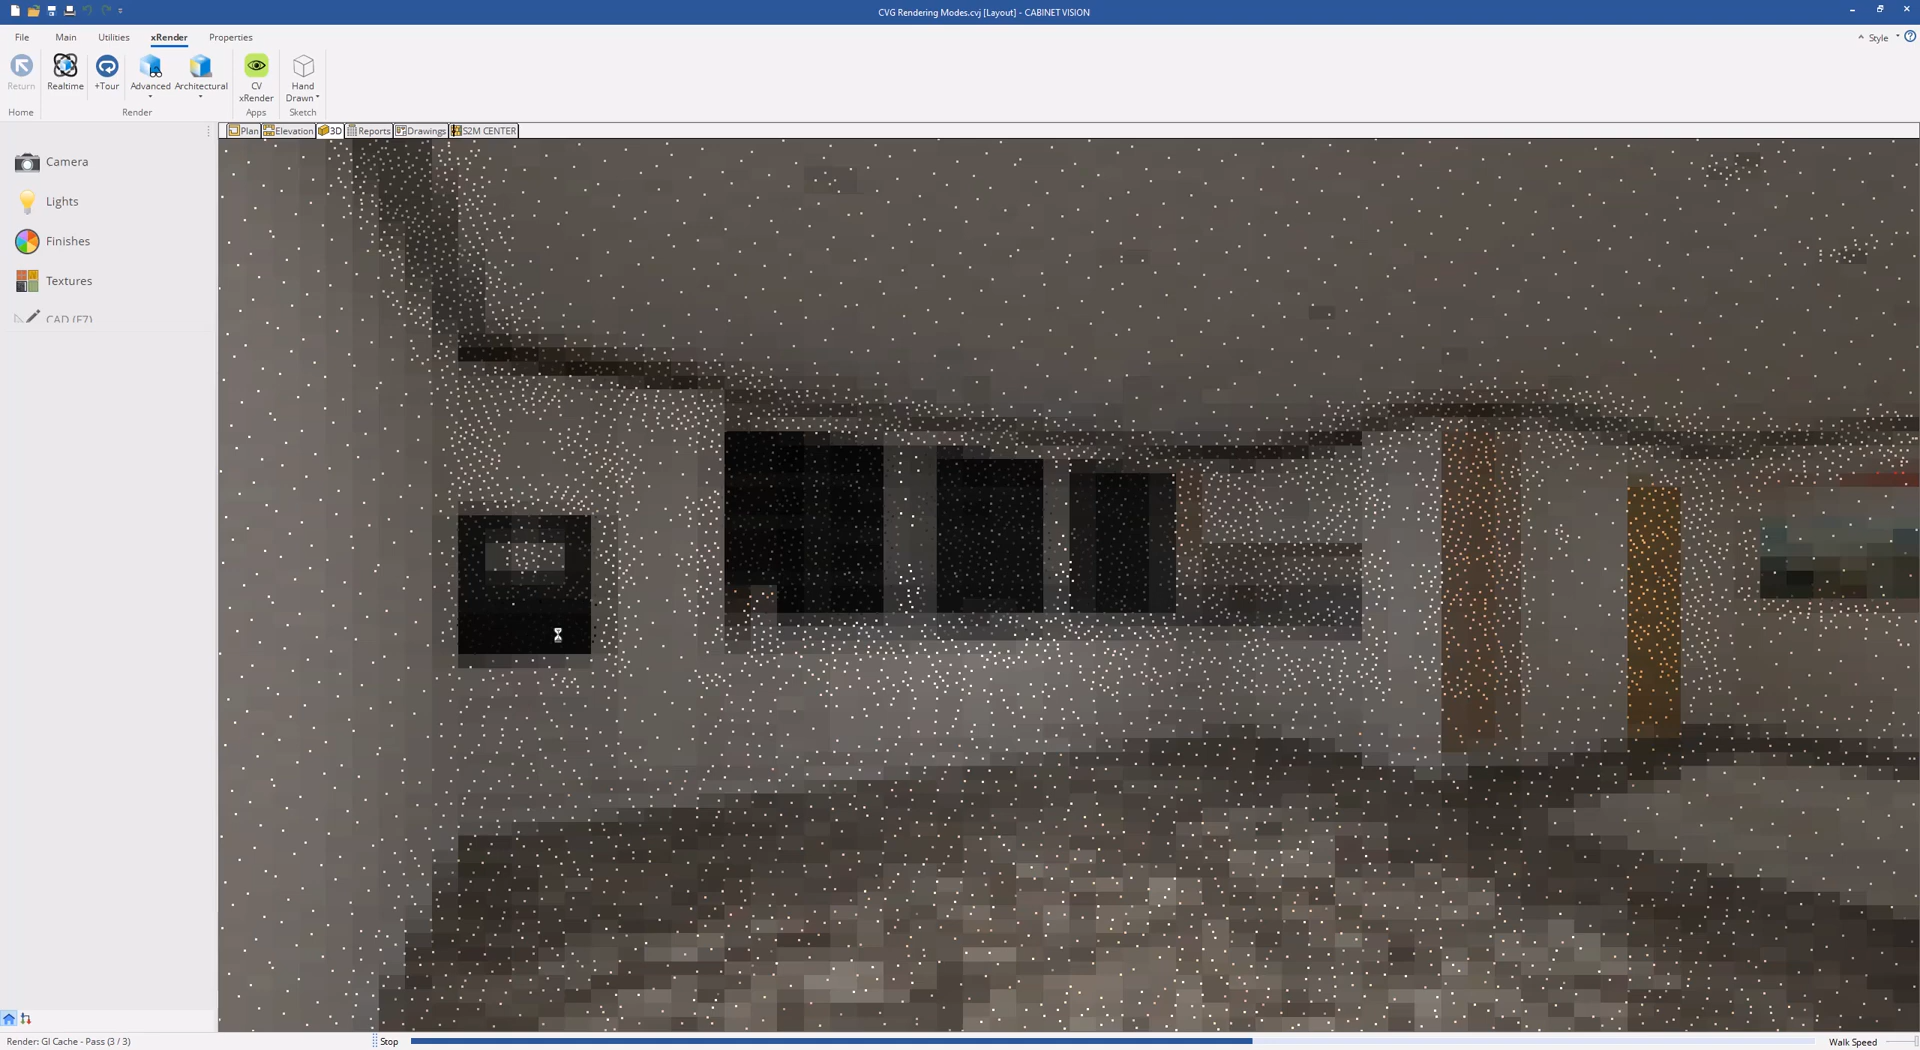 CVG Rendering Modes.cvj [Layout] - CABINET VISION
File Main Utilities xRender Properties
Style
Return Realtime +Tour Advanced Architectural CV xRender Hand Drawn
Home Render Apps Sketch
Plan Elevation 3D Reports Drawings S2M CENTER
Camera
Lights
Finishes
Textures
CAD (F7)
Render: GI Cache - Pass (3 / 3) Stop Walk Speed